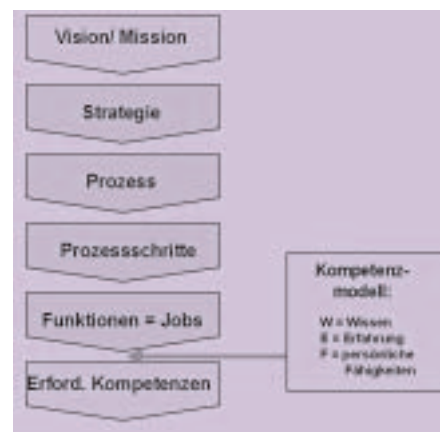 Vision/ Mission
Strategie
Prozess
Prozessschritte
Funktionen = Jobs
Erford. Kompetenzen
Kompetenz-
modell:
W = Wissen
E = Erfahrung
F = persönliche
Fähigkeiten